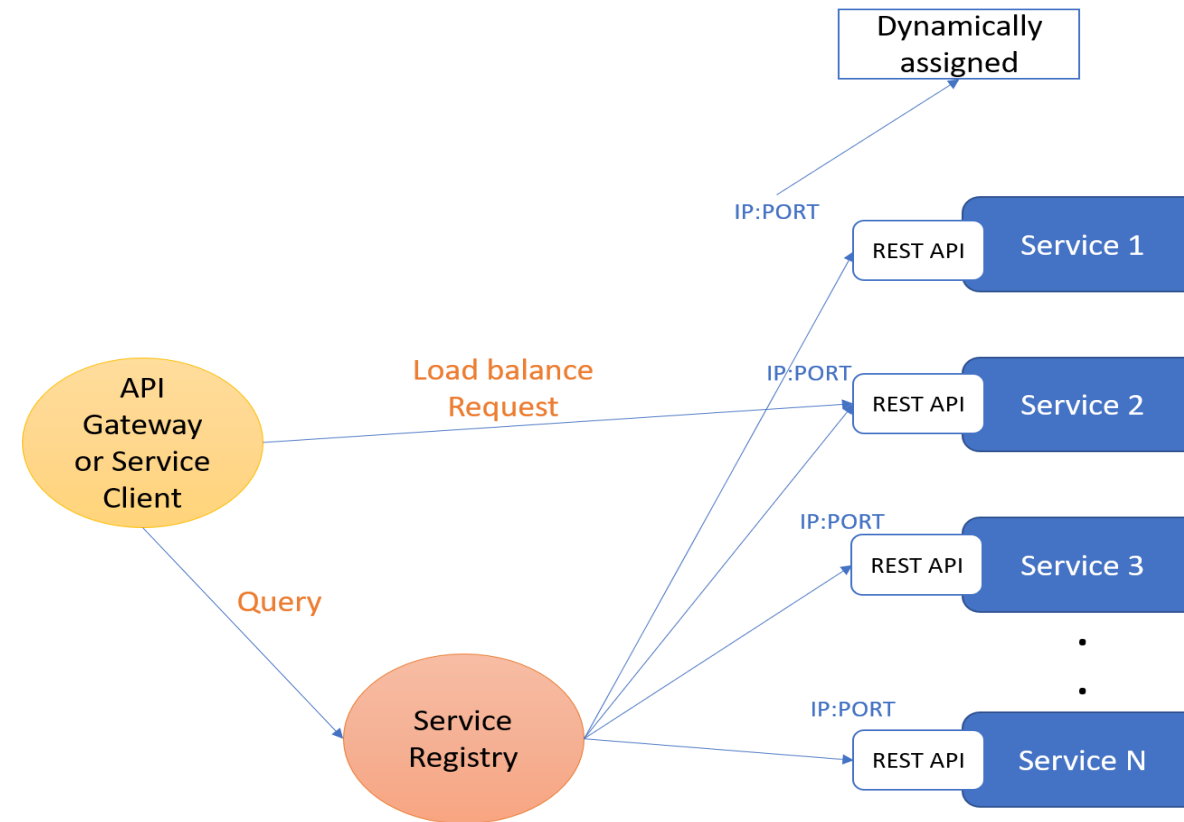 Dynamically
assigned
IP:PORT
REST API
Service 1
Load balance
Request
IP:PORT
REST API
Service 2
API
Gateway
or Service
Client
IP:PORT
REST API
Service 3
Query
.
.
IP:PORT
REST API
Service N
Service
Registry